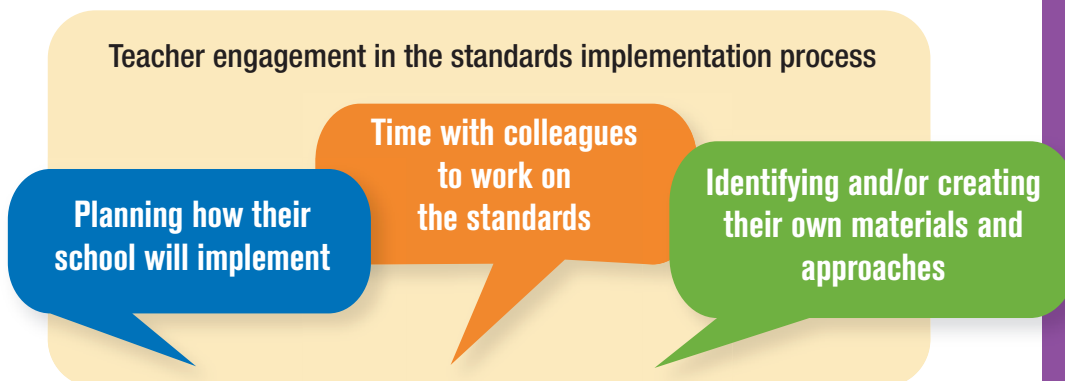 Teacher engagement in the standards implementation process
Planning how their
school will implement
Time with colleagues
to work on
the standards
Identifying and/or creating
their own materials and
approaches